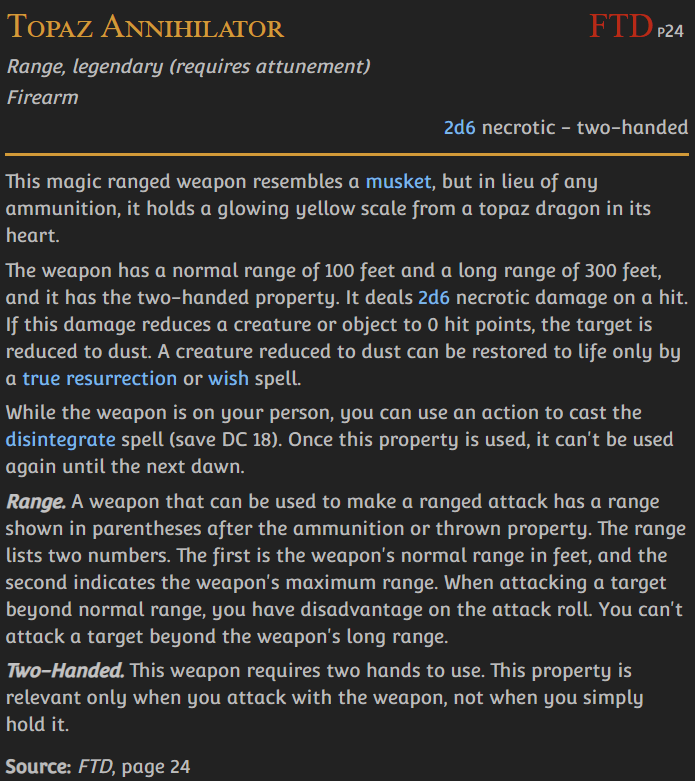 Topaz Annihilator FTD P24
Range, legendary (requires attunement)
Firearm
2d6 necrotic - two-handed
This magic ranged weapon resembles a musket, but in lieu of any
ammunition, it holds a glowing yellow scale from a topaz dragon in its
heart.
The weapon has a normal range of 100 feet and a long range of 300 feet,
and it has the two-handed property. It deals 2d6 necrotic damage on a hit.
If this damage reduces a creature or object to 0 hit points, the target is
reduced to dust. A creature reduced to dust can be restored to life only by
a true resurrection or wish spell.
While the weapon is on your person, you can use an action to cast the
disintegrate spell (save DC 18). Once this property is used, it can't be used
again until the next dawn.
Range. A weapon that can be used to make a ranged attack has a range
shown in parentheses after the ammunition or thrown property. The range
lists two numbers. The first is the weapon's normal range in feet, and the
second indicates the weapon's maximum range. When attacking a target
beyond normal range, you have disadvantage on the attack roll. You can't
attack a target beyond the weapon's long range.
Two-Handed. This weapon requires two hands to use. This property is
relevant only when you attack with the weapon, not when you simply
hold it.
Source: FTD, page 24